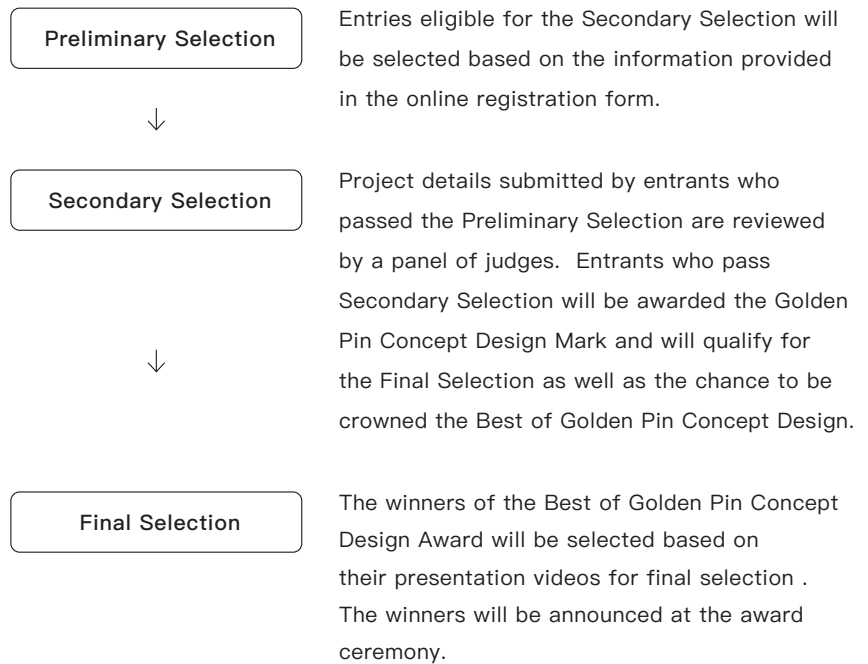 Preliminary Selection
Entries eligible for the Secondary Selection will
be selected based on the information provided
in the online registration form.
Secondary Selection
Project details submitted by entrants who
passed the Preliminary Selection are reviewed
by a panel of judges.  Entrants who pass
Secondary Selection will be awarded the Golden
Pin Concept Design Mark and will qualify for
the Final Selection as well as the chance to be
crowned the Best of Golden Pin Concept Design.
Final Selection
The winners of the Best of Golden Pin Concept
Design Award will be selected based on
their presentation videos for final selection .
The winners will be announced at the award
ceremony.